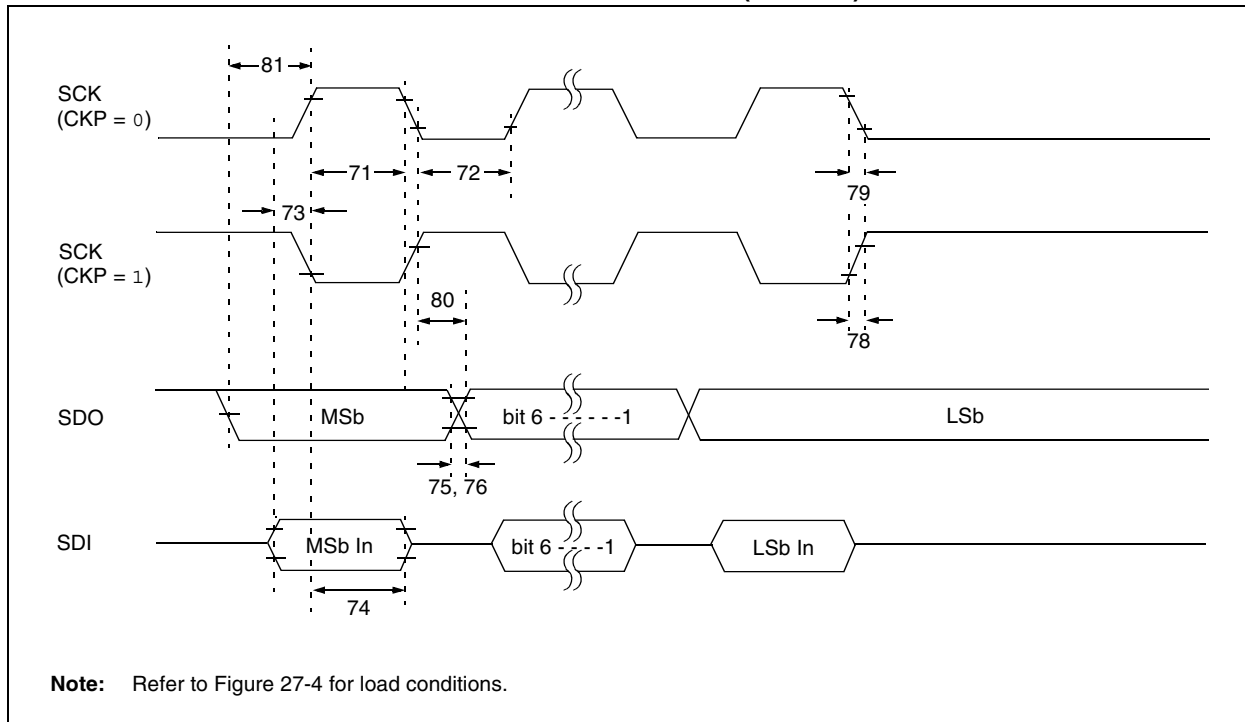 81
SCK
(CKP = 0)
71
72
79
73
SCK
(CKP = 1)
80
78
SDO
MSb
bit 6 - - - - - -1
LSb
75, 76
SDI
MSb In
bit 6 - - - - -1
LSb In
74
Note: Refer to Figure 27-4 for load conditions.